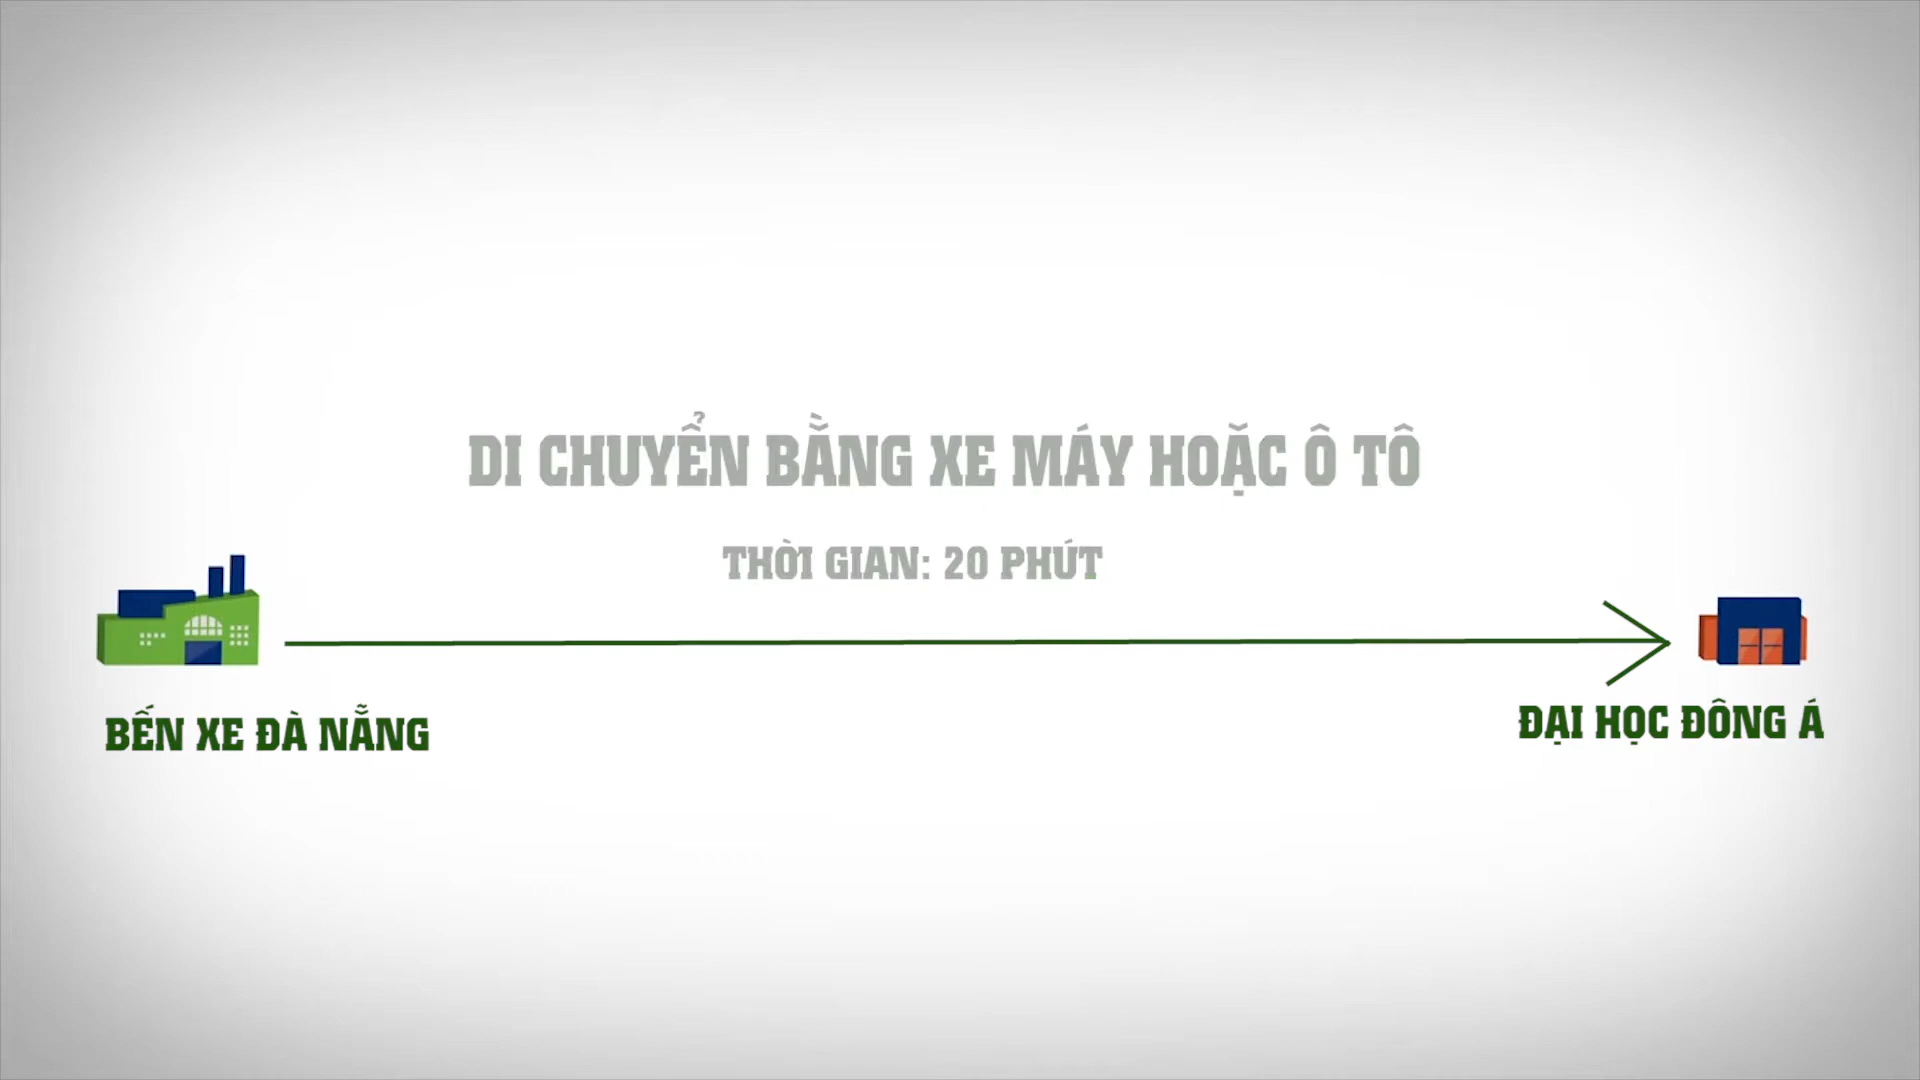 DI CHUYỂN BẰNG XE MÁY HOẶC Ô TÔ
THỜI GIAN: 20 PHÚT
BẾN XE ĐÀ NẴNG
ĐẠI HỌC ĐÔNG Á